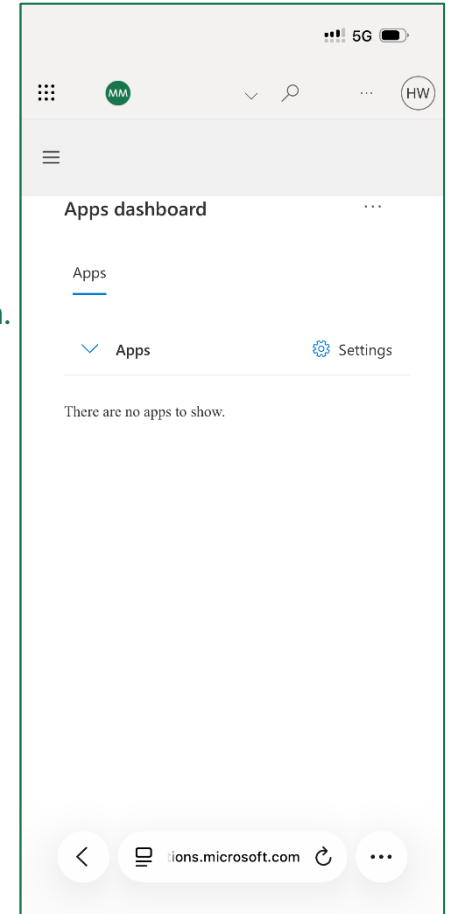 5G
MM
HW
Apps dashboard
Apps
Apps Settings
There are no apps to show.
ions.microsoft.com